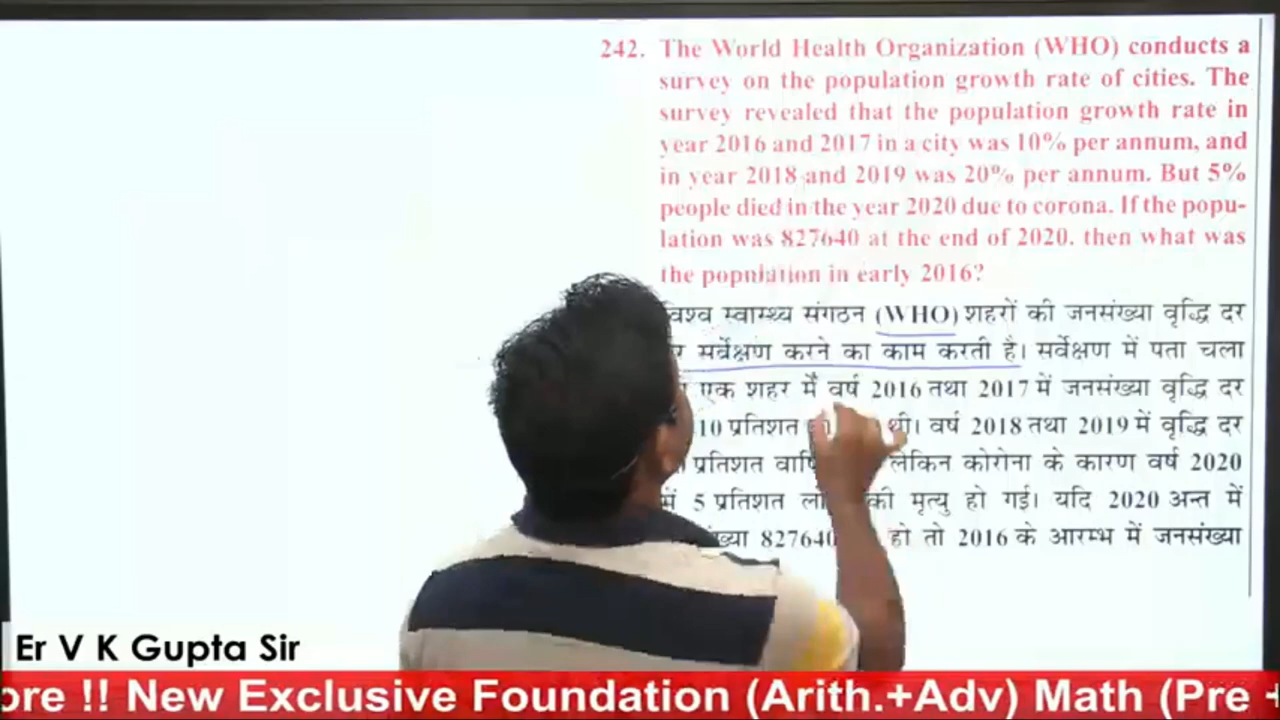 242. The World Health Organization (WHO) conducts a
survey on the population growth rate of cities. The
survey revealed that the population growth rate in
year 2016 and 2017 in a city was 10% per annum, and
in year 2018 and 2019 was 20% per annum. But 5%
people died in the year 2020 due to corona. If the popu-
lation was 827640 at the end of 2020. then what was
the population in early 2016?
स्वास्थ्य संगठन (WHO) शहरों की जनसंख्या वृद्धि दर
सर्वेक्षण करने का काम करती है। सर्वेक्षण में पता चला
एक शहर में वर्ष 2016 तथा 2017 में जनसंख्या वृद्धि दर
10 प्रतिशत थी। वर्ष 2018 तथा 2019 में वृद्धि दर
प्रतिशत लेकिन कोरोना के कारण वर्ष 2020
में 5 प्रतिशत की मृत्यु हो गई। यदि 2020 अन्त में
827640 हो तो 2016 के आरम्भ में जनसंख्या
Er V K Gupta Sir
!! New Exclusive Foundation (Arith.+Adv) Math (Pre +